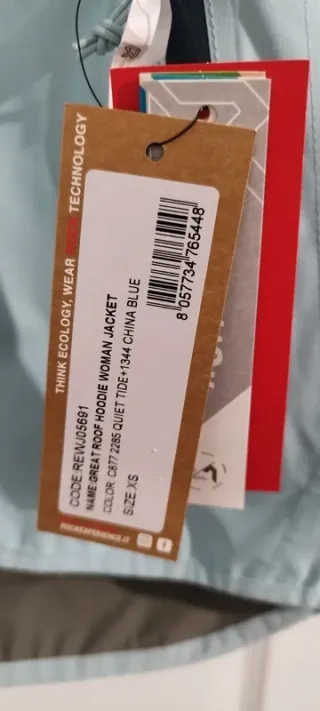 THINK ECOLOGY, WEAR ROCK TECHNOLOGY
CODE:REWJ05691
NAME:GREAT ROOF HOODIE WOMAN JACKET
COLOR: C877 2285 QUIET TIDE+1344 CHINA BLUE
SIZE:XS
8 057734 765448
ROCKEXPERIENCE.IT